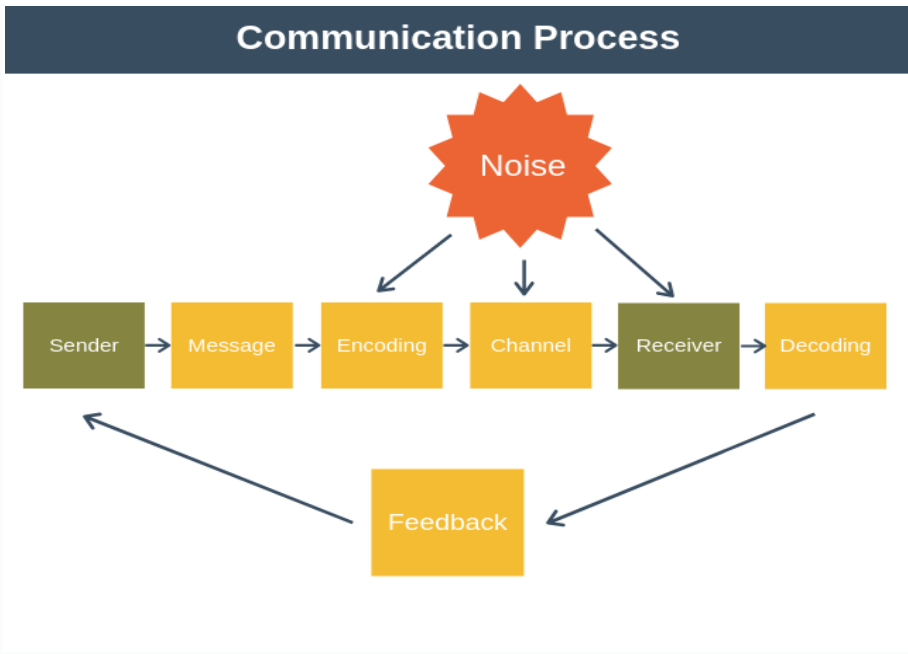 Communication Process
Noise
Sender
Message
Encoding
Channel
Receiver
Decoding
Feedback